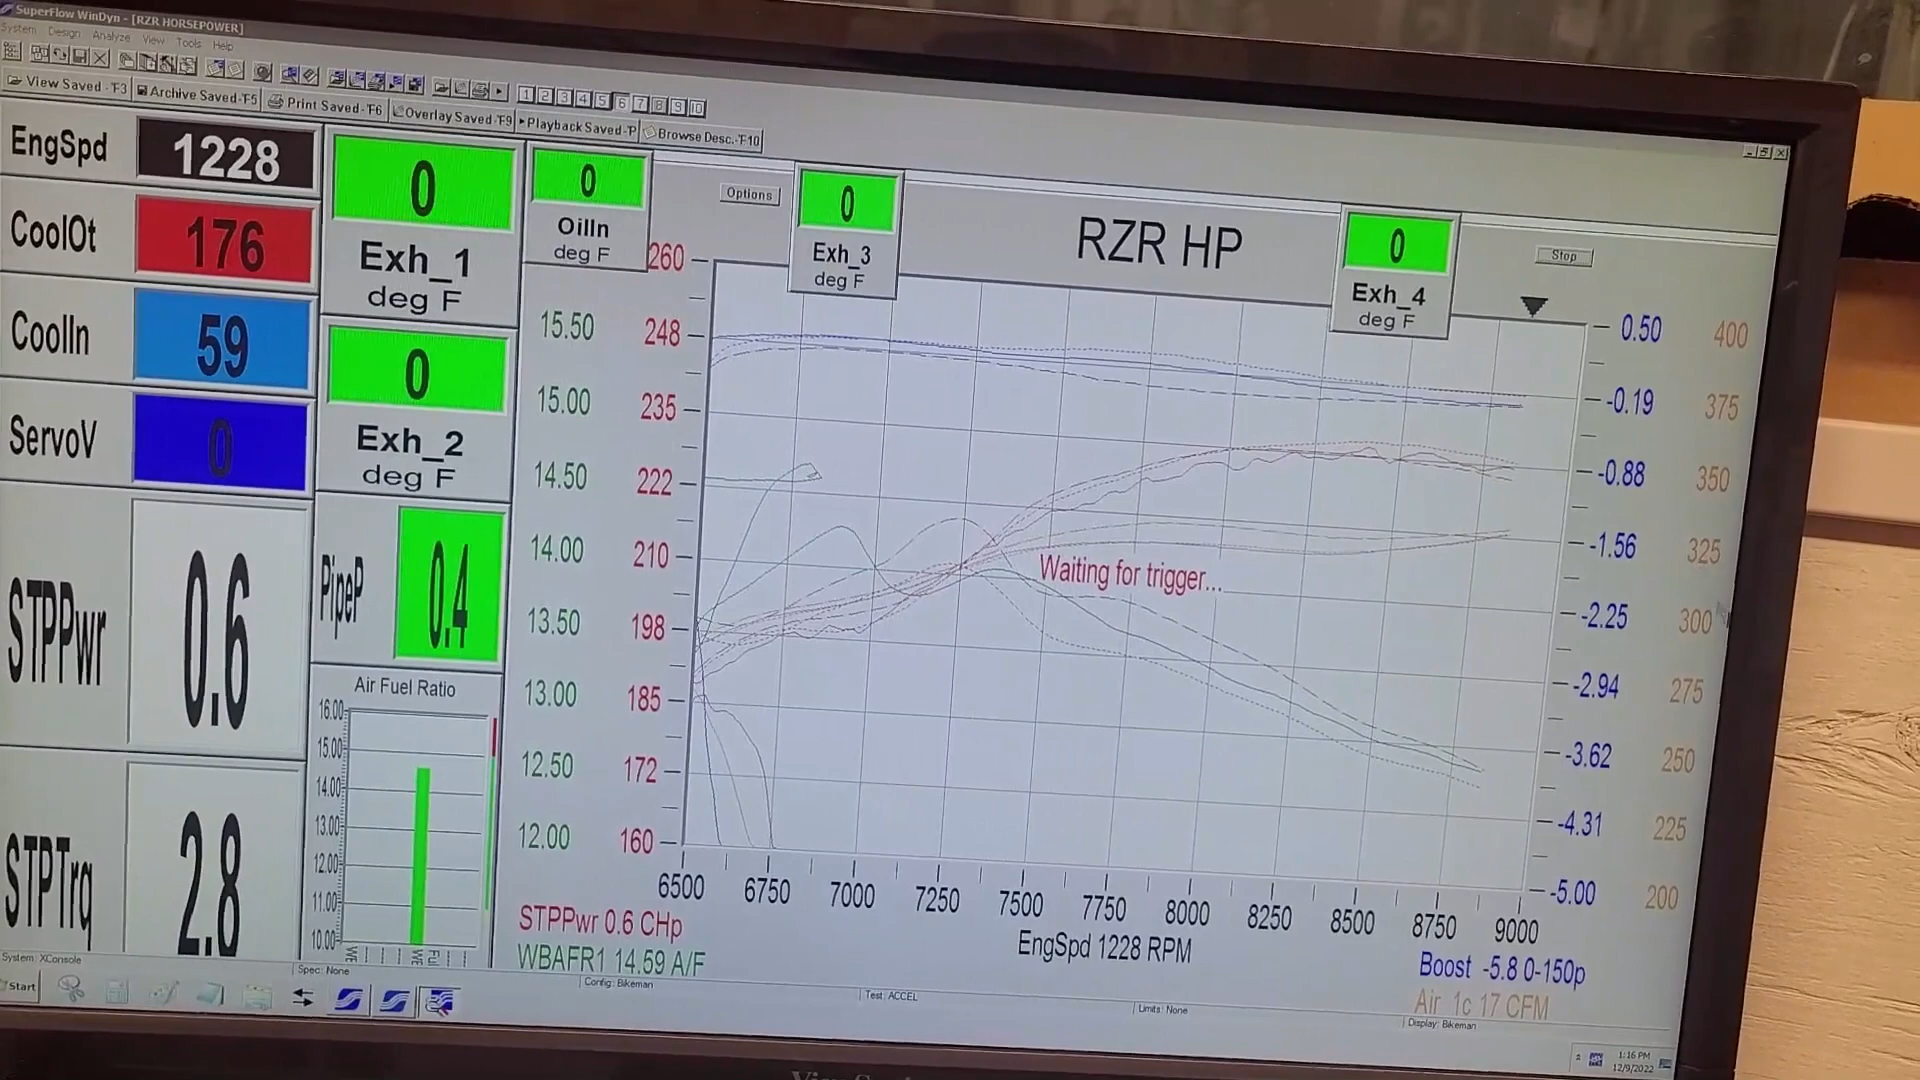 SuperFlow WinDyn - [RZR HORSEPOWER]
System Design Analyze View Tools Help
1 2 3 4 5 6 7 8 9 10
View Saved -F3 Archive Saved-F5 Print Saved -F6 Overlay Saved -F9 Playback Saved-F Browse Desc.-F10
EngSpd 1228
CoolOt 176
CoolIn 59
ServoV 0
STPPwr 0.6
STPTrq 2.8
0
Exh_1
deg F
0
Exh_2
deg F
PipeP 0.4
Air Fuel Ratio
16.00
15.00
14.00
13.00
12.00
11.00
10.00
0
OilIn
deg F
Options
0
Exh_3
deg F
RZR HP
0
Exh_4
deg F
Stop
15.50
15.00
14.50
14.00
13.50
13.00
12.50
12.00
260
248
235
222
210
198
185
172
160
Waiting for trigger...
0.50
-0.19
-0.88
-1.56
-2.25
-2.94
-3.62
-4.31
-5.00
400
375
350
325
300
275
250
225
200
6500 6750 7000 7250 7500 7750 8000 8250 8500 8750 9000
STPPwr 0.6 CHp
WBAFR1 14.59 A/F
EngSpd 1228 RPM
Boost -5.8 0-150p
Air 1c 17 CFM
System: XConsole
Spec: None
Config: Bikeman
Test: ACCEL
Limits: None
Display: Bikeman
Start
1:16 PM
12/9/2022